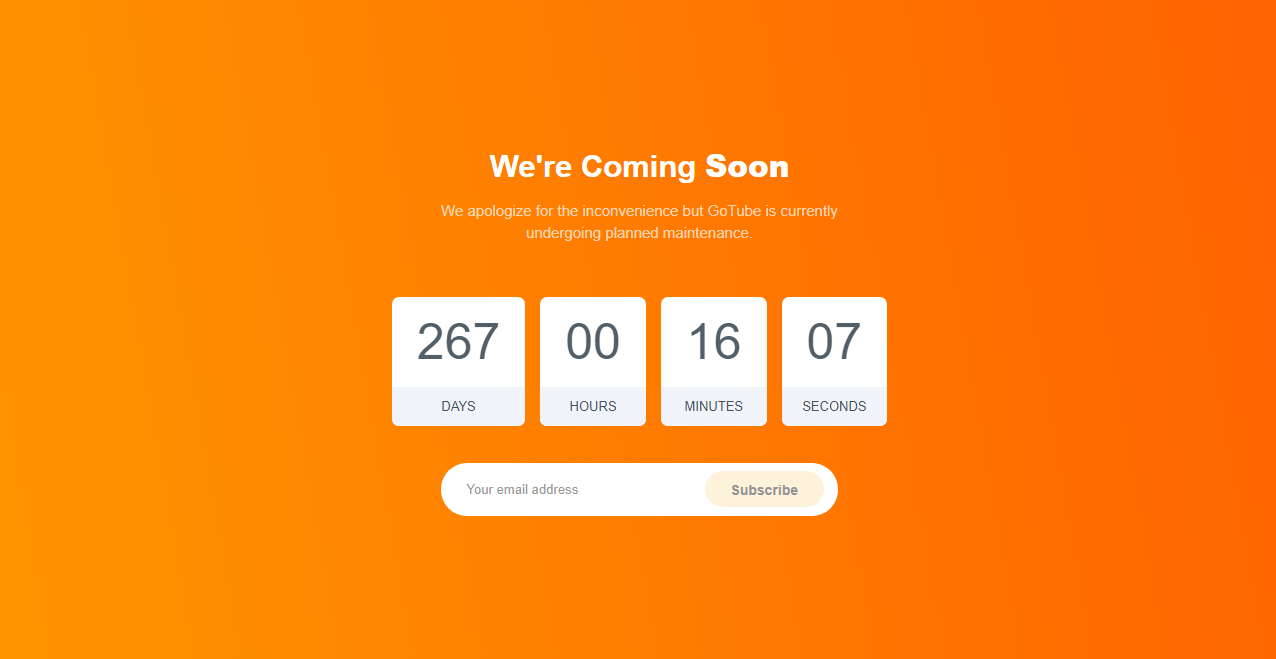 We're Coming Soon
We apologize for the inconvenience but GoTube is currently
undergoing planned maintenance.
267 00 16 07
DAYS HOURS MINUTES SECONDS
Your email address Subscribe